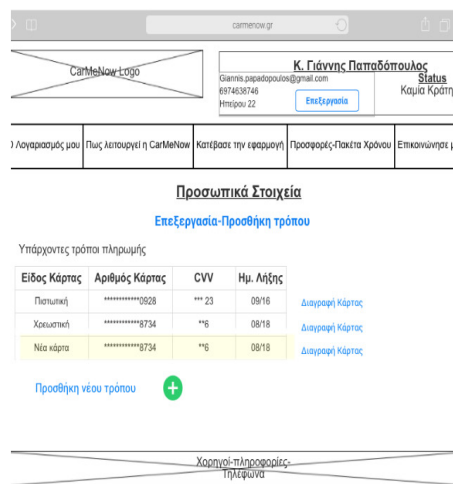 carmenow.gr
CarMeNow Logo
Κ. Γιάννης Παπαδόπουλος
Giannis.papadopoulos@gmail.com
6974638746
Ηπείρου 22
Επεξεργασία
Status
Καμία Κράτη
Λογαριασμός μου Πως λειτουργεί η CarMeNow Κατέβασε την εφαρμογή Προσφορές-Πακέτα Χρόνου Επικοινώνησε μ
Προσωπικά Στοιχεία
Επεξεργασία-Προσθήκη τρόπου
Υπάρχοντες τρόποι πληρωμής
Είδος Κάρτας Αριθμός Κάρτας CVV Ημ. Λήξης
Πιστωτική ************0928 *** 23 09/16 Διαγραφή Κάρτας
Χρεωστική ************8734 **6 08/18 Διαγραφή Κάρτας
Νέα κάρτα ************8734 **6 08/18 Διαγραφή Κάρτας
Προσθήκη νέου τρόπου
Χορηγοί-πληροφορίες-
Τηλέφωνα